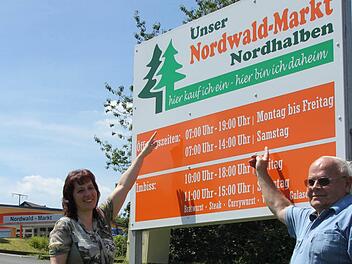 Unser
Nordwald-Markt
Nordhalben
hier kauf ich ein - hier bin ich daheim
07:00 Uhr - 19:00 Uhr | Montag bis Freitag
07:00 Uhr - 14:00 Uhr | Samstag
Imbiss:
10:00 Uhr - 18:00 Uhr
11:00 Uhr - 15:00 Uhr
Bratwurst - Steak - Currywurst
Nordwald - Markt